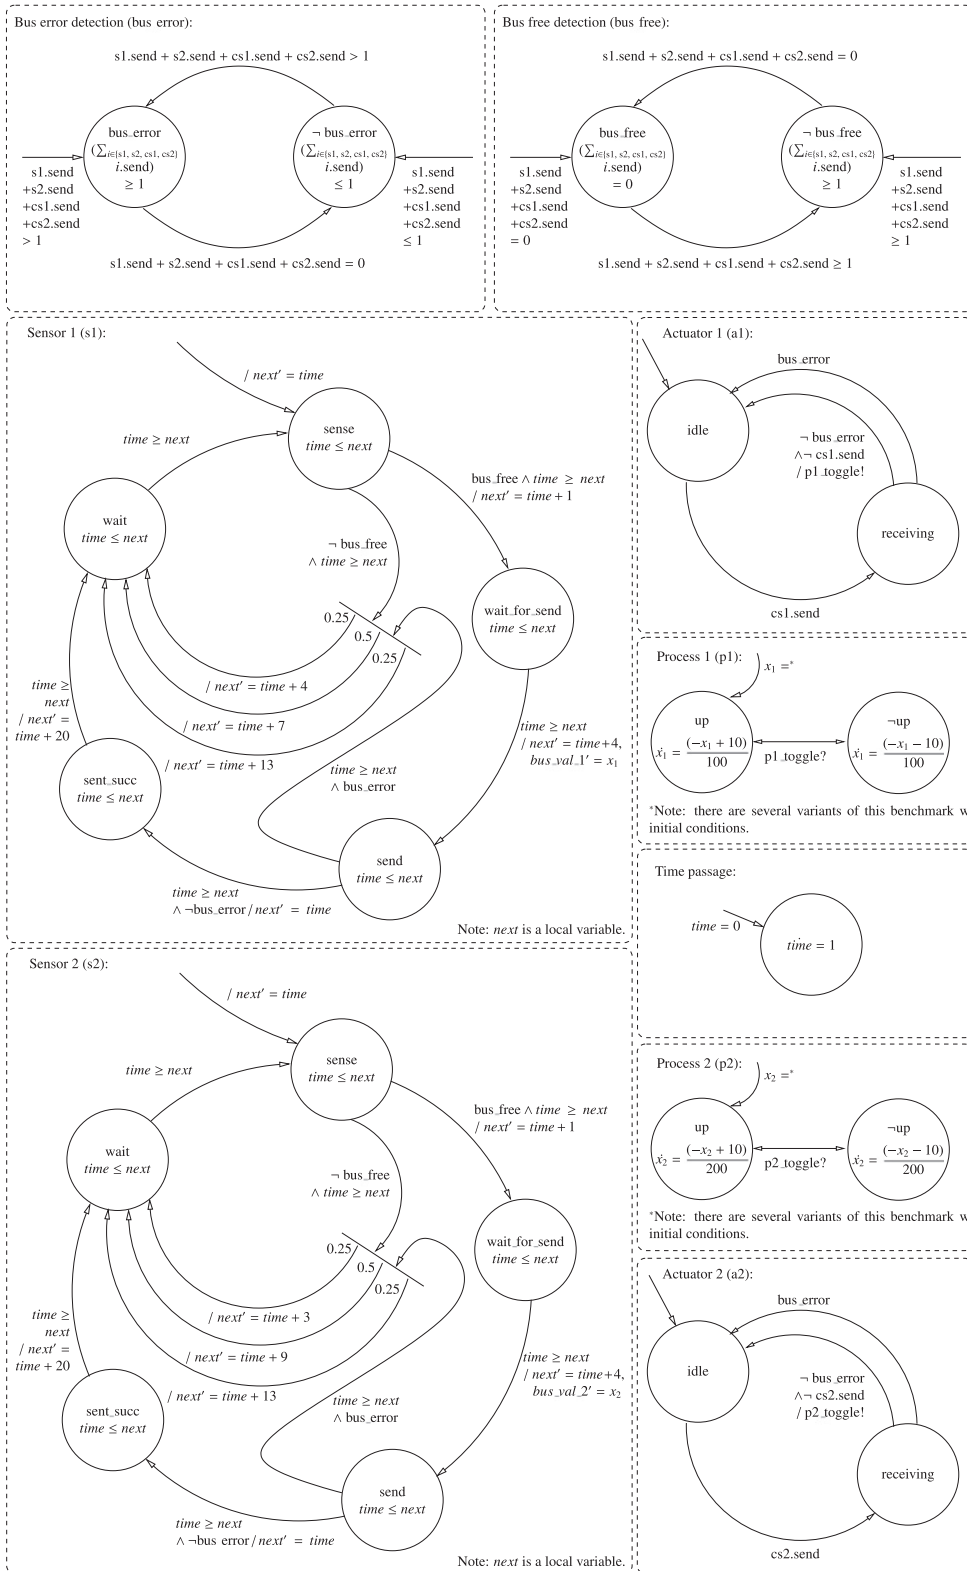 Bus error detection (bus error):
s1.send + s2.send + cs1.send + cs2.send > 1
bus_error
(∑i∈{s1, s2, cs1, cs2}
i.send)
≥ 1
¬ bus_error
(∑i∈{s1, s2, cs1, cs2}
i.send)
≤ 1
s1.send
+s2.send
+cs1.send
+cs2.send
> 1
s1.send
+s2.send
+cs1.send
+cs2.send
≤ 1
s1.send + s2.send + cs1.send + cs2.send = 0
Bus free detection (bus free):
s1.send + s2.send + cs1.send + cs2.send = 0
bus_free
(∑i∈{s1, s2, cs1, cs2}
i.send)
= 0
¬ bus_free
(∑i∈{s1, s2, cs1, cs2}
i.send)
≥ 1
s1.send
+s2.send
+cs1.send
+cs2.send
= 0
s1.send
+s2.send
+cs1.send
+cs2.send
≥ 1
s1.send + s2.send + cs1.send + cs2.send ≥ 1
Sensor 1 (s1):
/ next′ = time
sense
time ≤ next
time ≥ next
bus_free ∧ time ≥ next
/ next′ = time+1
wait
time ≤ next
¬ bus_free
∧ time ≥ next
wait_for_send
time ≤ next
0.25
0.5
0.25
/ next′ = time+4
/ next′ = time+7
/ next′ = time+13
time ≥
next
/ next′ =
time+20
time ≥ next
/ next′ = time+4,
bus_val_1′ = x1
time ≥ next
∧ bus_error
sent_succ
time ≤ next
send
time ≤ next
time ≥ next
∧ ¬bus_error/next′ = time
Note: next is a local variable.
Actuator 1 (a1):
bus_error
idle
¬ bus_error
∧¬ cs1.send
/ p1_toggle!
receiving
cs1.send
Process 1 (p1):
x1 =*
up
ẋ1 = (−x1 + 10)/100
p1_toggle?
¬up
ẋ1 = (−x1 − 10)/100
*Note: there are several variants of this benchmark w
initial conditions.
Time passage:
time = 0
tiṁe = 1
Sensor 2 (s2):
/ next′ = time
sense
time ≤ next
time ≥ next
bus_free ∧ time ≥ next
/ next′ = time+1
wait
time ≤ next
¬ bus_free
∧ time ≥ next
wait_for_send
time ≤ next
0.25
0.5
0.25
/ next′ = time+3
/ next′ = time+9
/ next′ = time+13
time ≥
next
/ next′ =
time+20
time ≥ next
/ next′ = time+4,
bus_val_2′ = x2
time ≥ next
∧ bus_error
sent_succ
time ≤ next
send
time ≤ next
time ≥ next
∧ ¬bus error/next′ = time
Note: next is a local variable.
Process 2 (p2):
x2 =*
up
ẋ2 = (−x2 + 10)/200
p2_toggle?
¬up
ẋ2 = (−x2 − 10)/200
*Note: there are several variants of this benchmark w
initial conditions.
Actuator 2 (a2):
bus_error
idle
¬ bus_error
∧¬ cs2.send
/ p2_toggle!
receiving
cs2.send